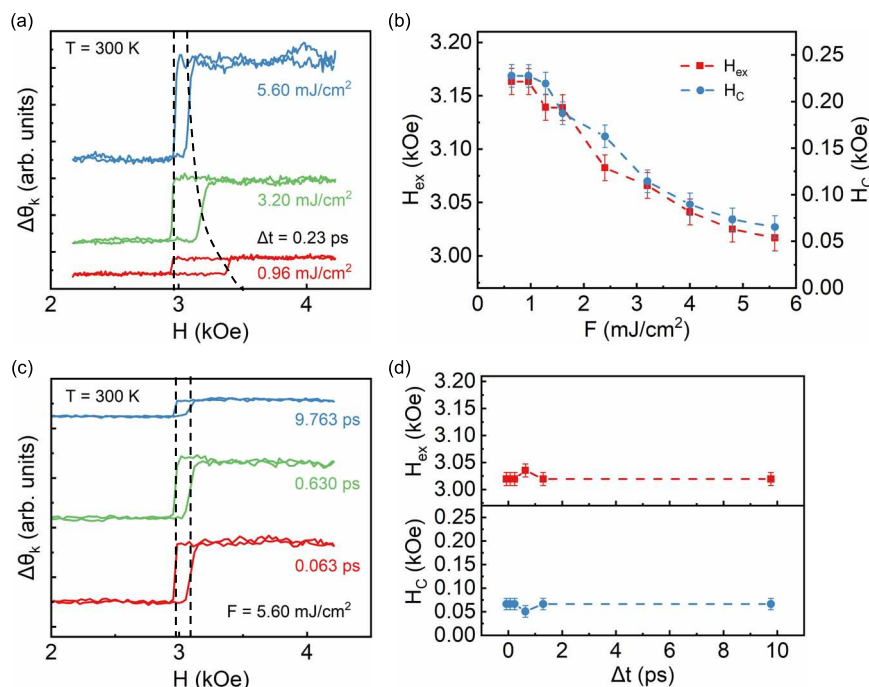 (a)
T = 300 K
5.60 mJ/cm²
3.20 mJ/cm²
Δt = 0.23 ps
0.96 mJ/cm²
Δθk (arb. units)
2 3 4
H (kOe)
(b)
3.20
3.15
3.10
3.05
3.00
Hex (kOe)
Hex
HC
0.25
0.20
0.15
0.10
0.05
0.00
HC (kOe)
0 1 2 3 4 5 6
F (mJ/cm²)
(c)
T = 300 K
9.763 ps
0.630 ps
0.063 ps
F = 5.60 mJ/cm²
Δθk (arb. units)
2 3 4
H (kOe)
(d)
3.20
3.15
3.10
3.05
3.00
Hex (kOe)
0.25
0.20
0.15
0.10
0.05
0.00
HC (kOe)
0 2 4 6 8 10
Δt (ps)